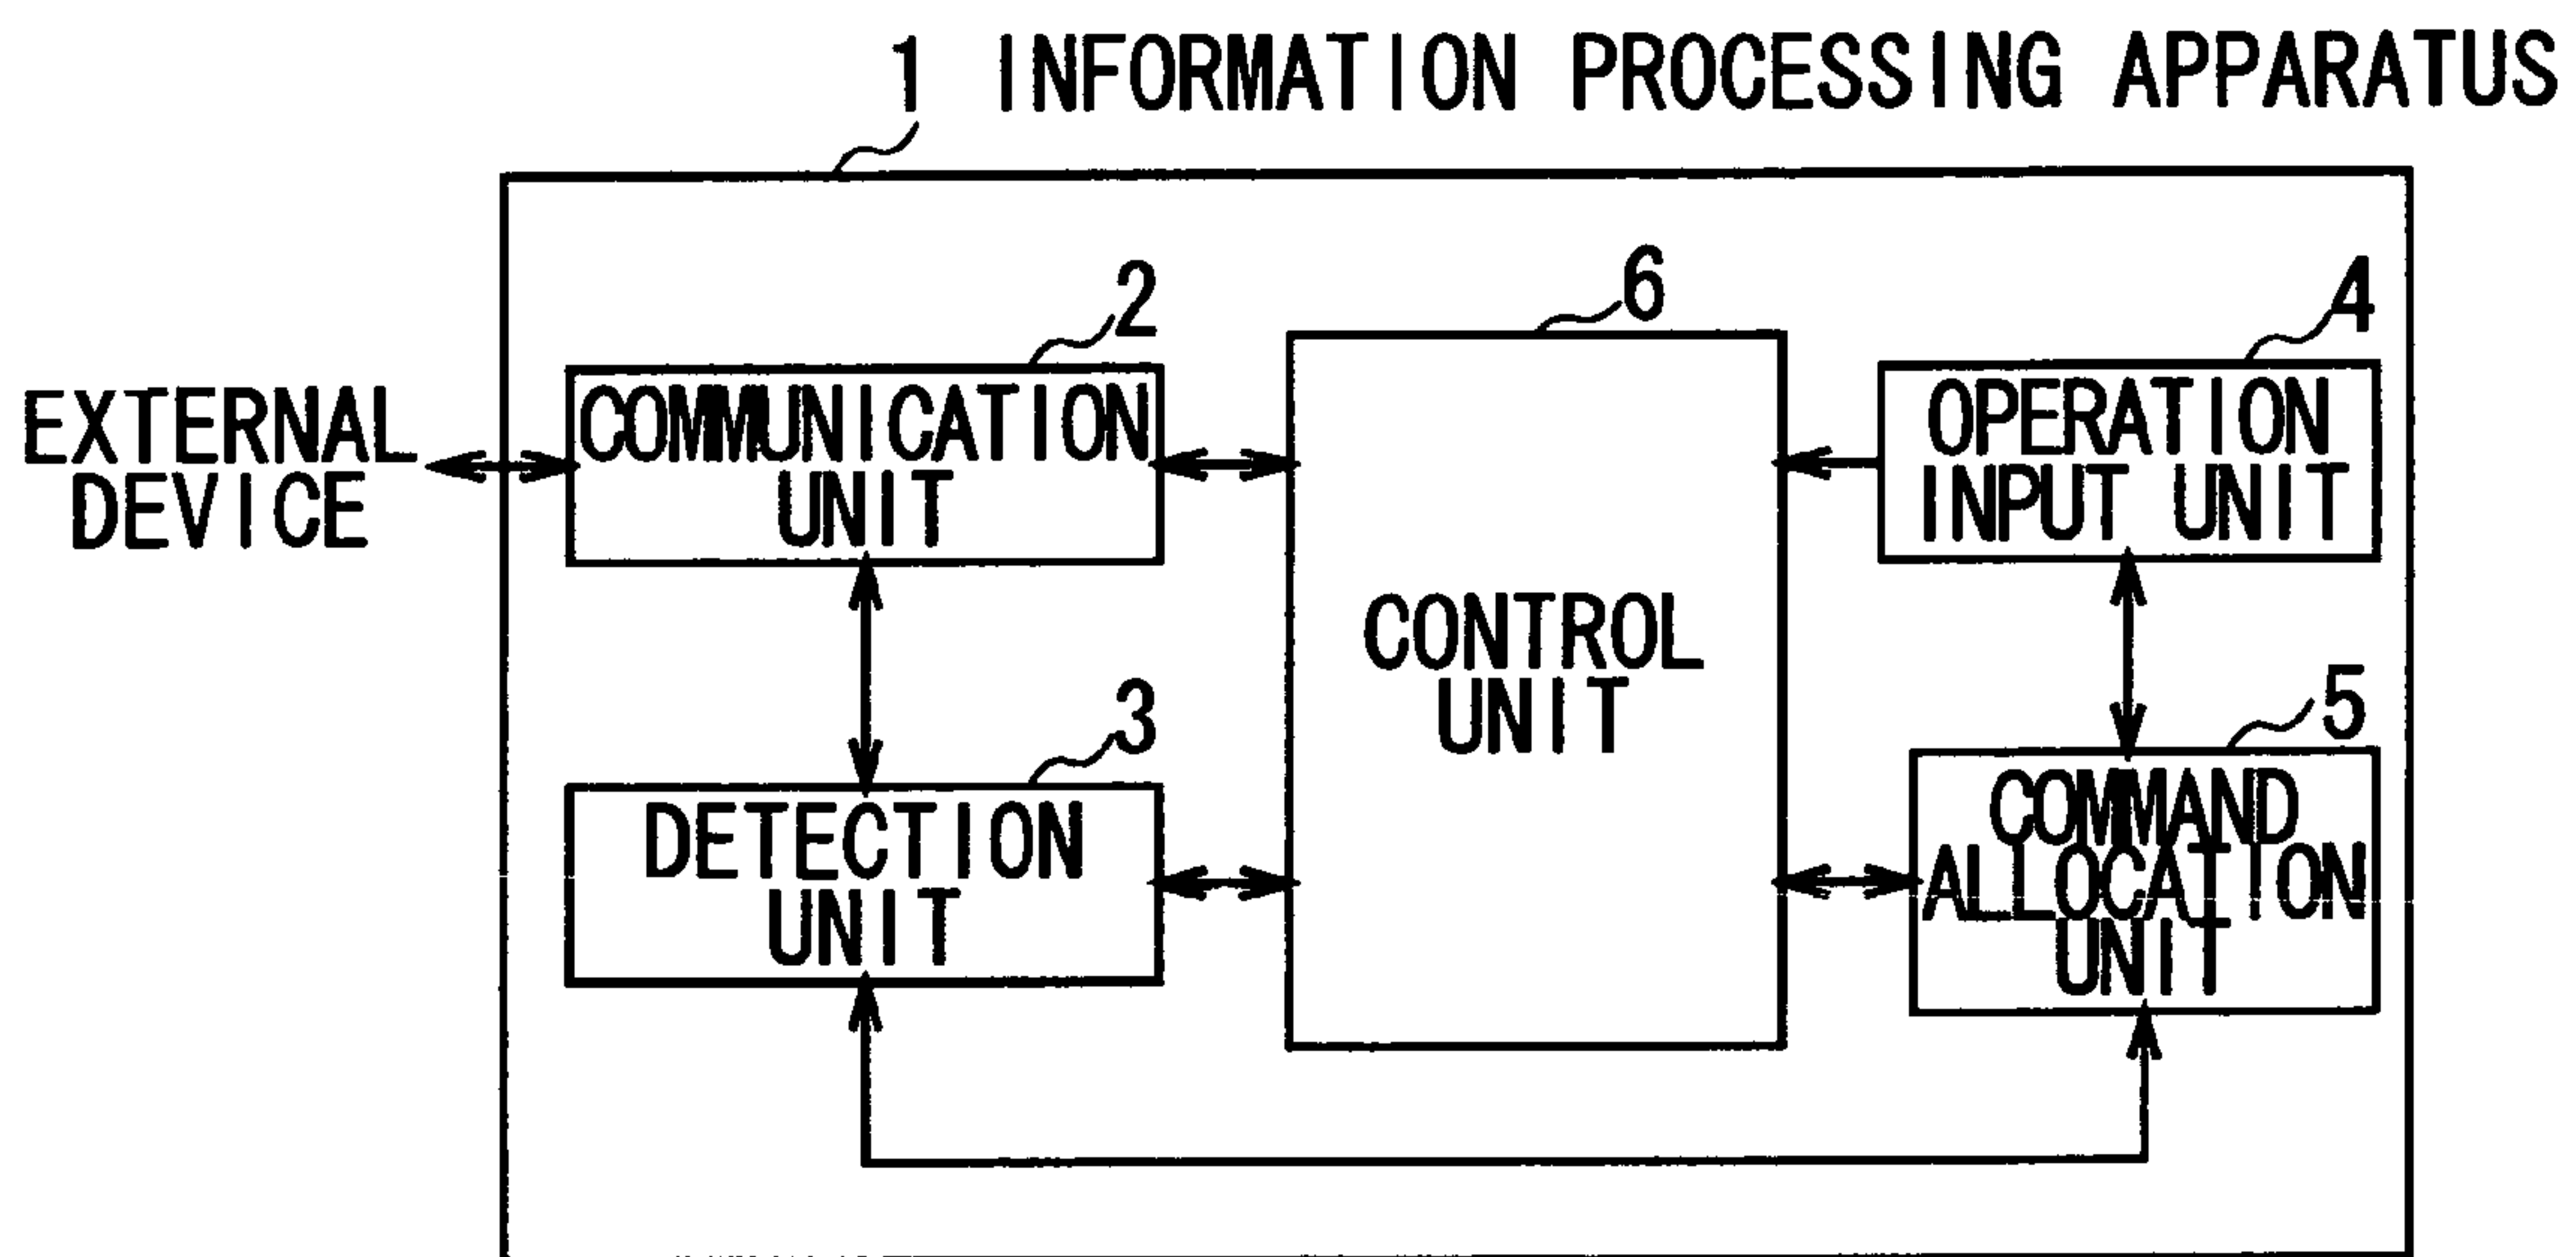 1 INFORMATION PROCESSING APPARATUS
2
6
4
EXTERNAL
DEVICE
COMMUNICATION
UNIT
OPERATION
INPUT UNIT
CONTROL
UNIT
3
5
DETECTION
UNIT
COMMAND
ALLOCATION
UNIT